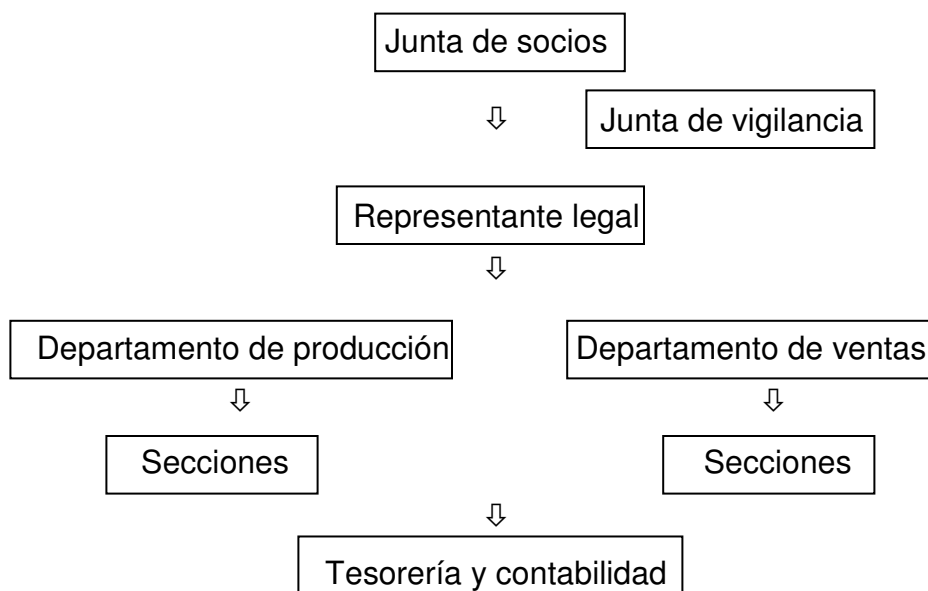 Junta de socios
Junta de vigilancia
Representante legal
Departamento de producción
Departamento de ventas
Secciones
Secciones
Tesorería y contabilidad